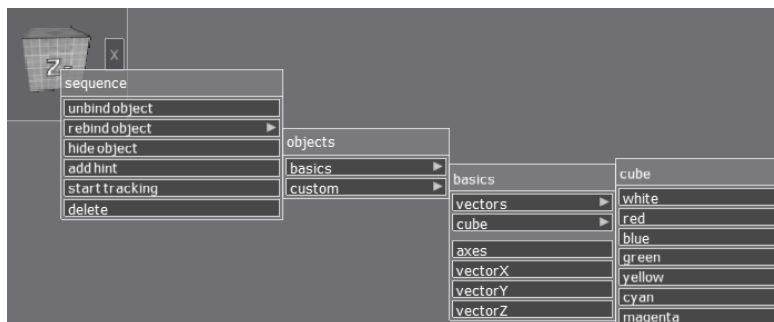 Z-
X
sequence
unbind object
rebind object
hide object
add hint
start tracking
delete
objects
basics
custom
basics
vectors
cube
axes
vectorX
vectorY
vectorZ
cube
white
red
blue
green
yellow
cyan
magenta